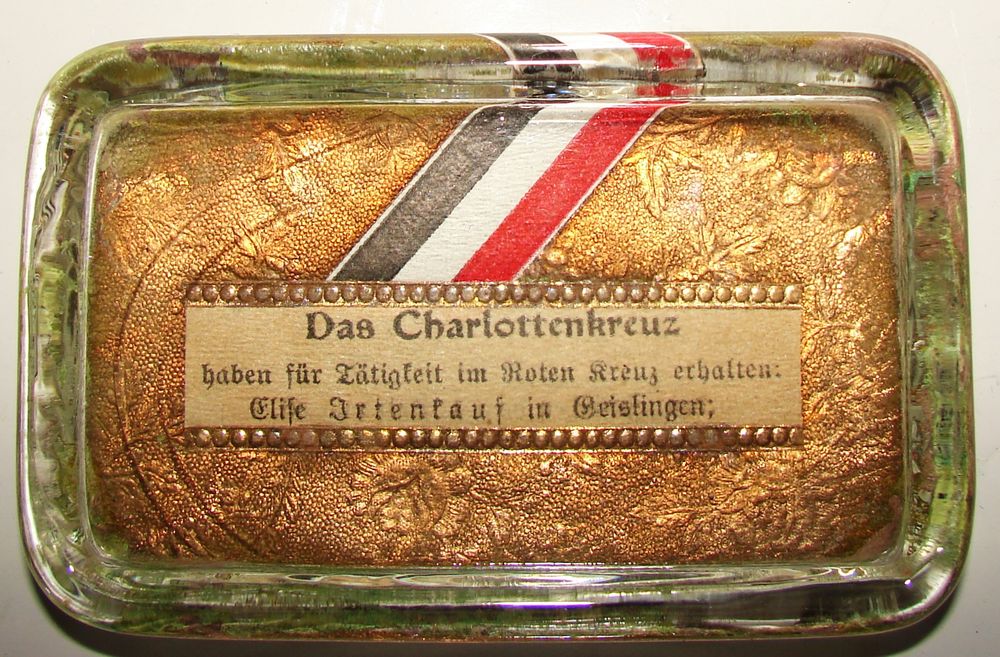 Das Charlottenkreuz
haben für Tätigkeit im Roten Kreuz erhalten:
Elise Irtenkauf in Geislingen;